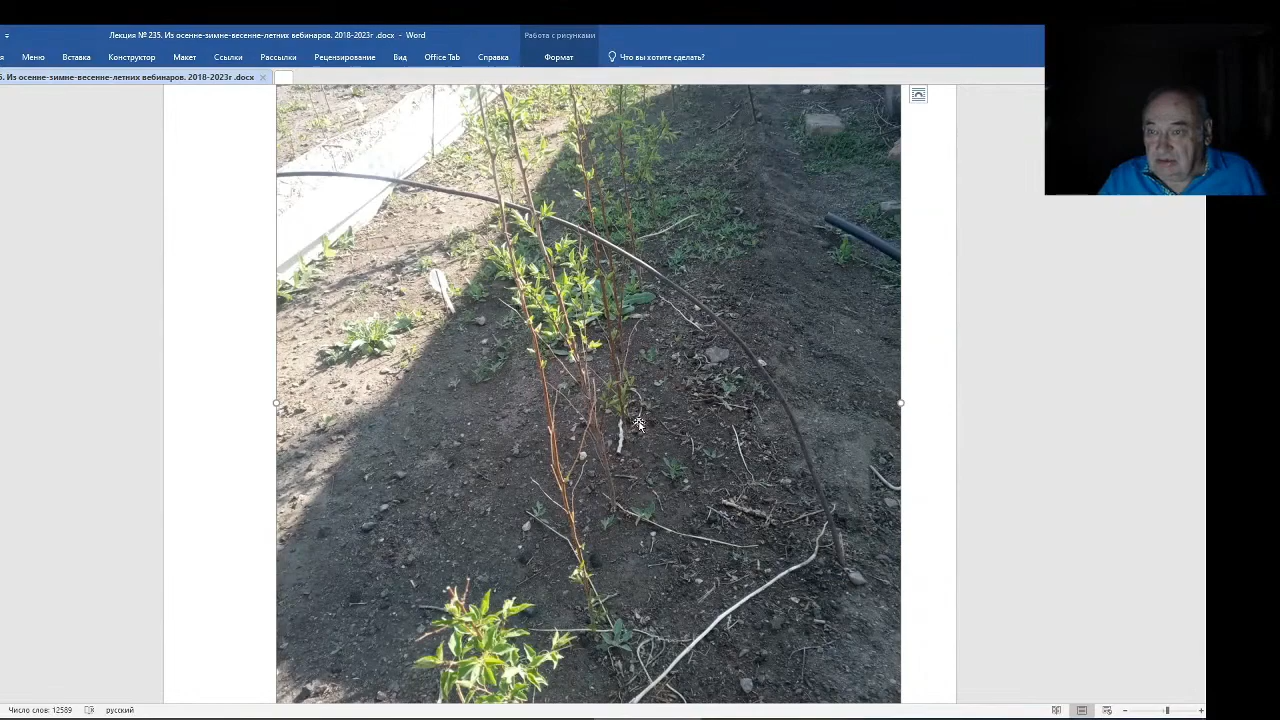 Лекция № 235. Из осенне-зимне-весенне-летних вебинаров. 2018-2023г .docx - Word
Работа с рисунками
Меню Вставка Конструктор Макет Ссылки Рассылки Рецензирование Вид Office Tab Справка Формат Что вы хотите сделать?
5. Из осенне-зимне-весенне-летних вебинаров. 2018-2023г .docx
Число слов: 12589 русский